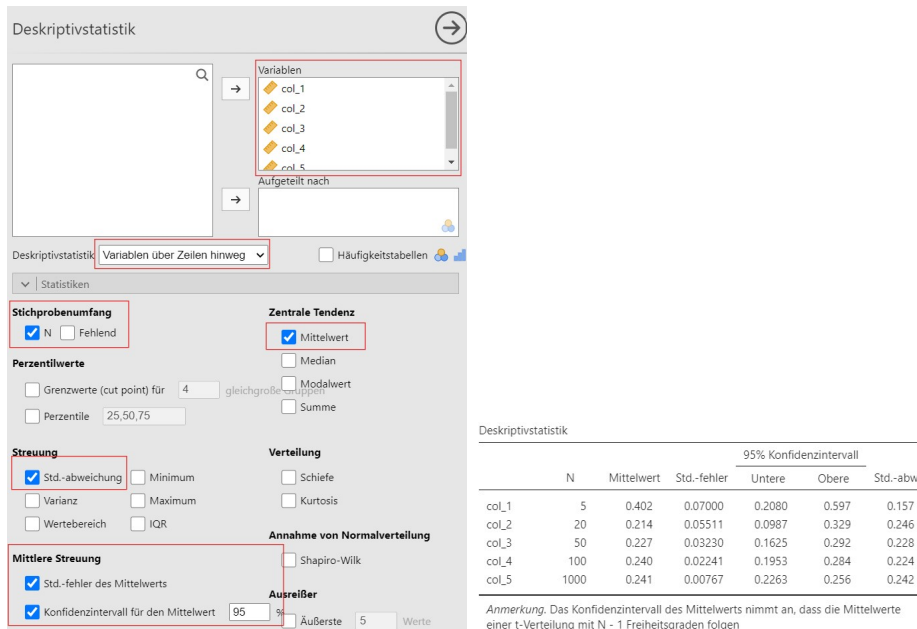 Deskriptivstatistik
Variablen
col_1
col_2
col_3
col_4
col_5
Aufgeteilt nach
Deskriptivstatistik Variablen über Zeilen hinweg Häufigkeitstabellen
Statistiken
Stichprobenumfang
N Fehlend
Perzentilwerte
Grenzwerte (cut point) für 4 gleichgroße Gruppen
Perzentile 25,50,75
Streuung
Std.-abweichung Minimum
Varianz Maximum
Wertebereich IQR
Mittlere Streuung
Std.-fehler des Mittelwerts
Konfidenzintervall für den Mittelwert 95 %
Zentrale Tendenz
Mittelwert
Median
Modalwert
Summe
Verteilung
Schiefe
Kurtosis
Annahme von Normalverteilung
Shapiro-Wilk
Ausreißer
Äußerste 5 Werte
Deskriptivstatistik
95% Konfidenzintervall
N Mittelwert Std.-fehler Untere Obere Std.-abw
col_1 5 0.402 0.07000 0.2080 0.597 0.157
col_2 20 0.214 0.05511 0.0987 0.329 0.246
col_3 50 0.227 0.03230 0.1625 0.292 0.228
col_4 100 0.240 0.02241 0.1953 0.284 0.224
col_5 1000 0.241 0.00767 0.2263 0.256 0.242
Anmerkung. Das Konfidenzintervall des Mittelwerts nimmt an, dass die Mittelwerte
einer t-Verteilung mit N - 1 Freiheitsgraden folgen